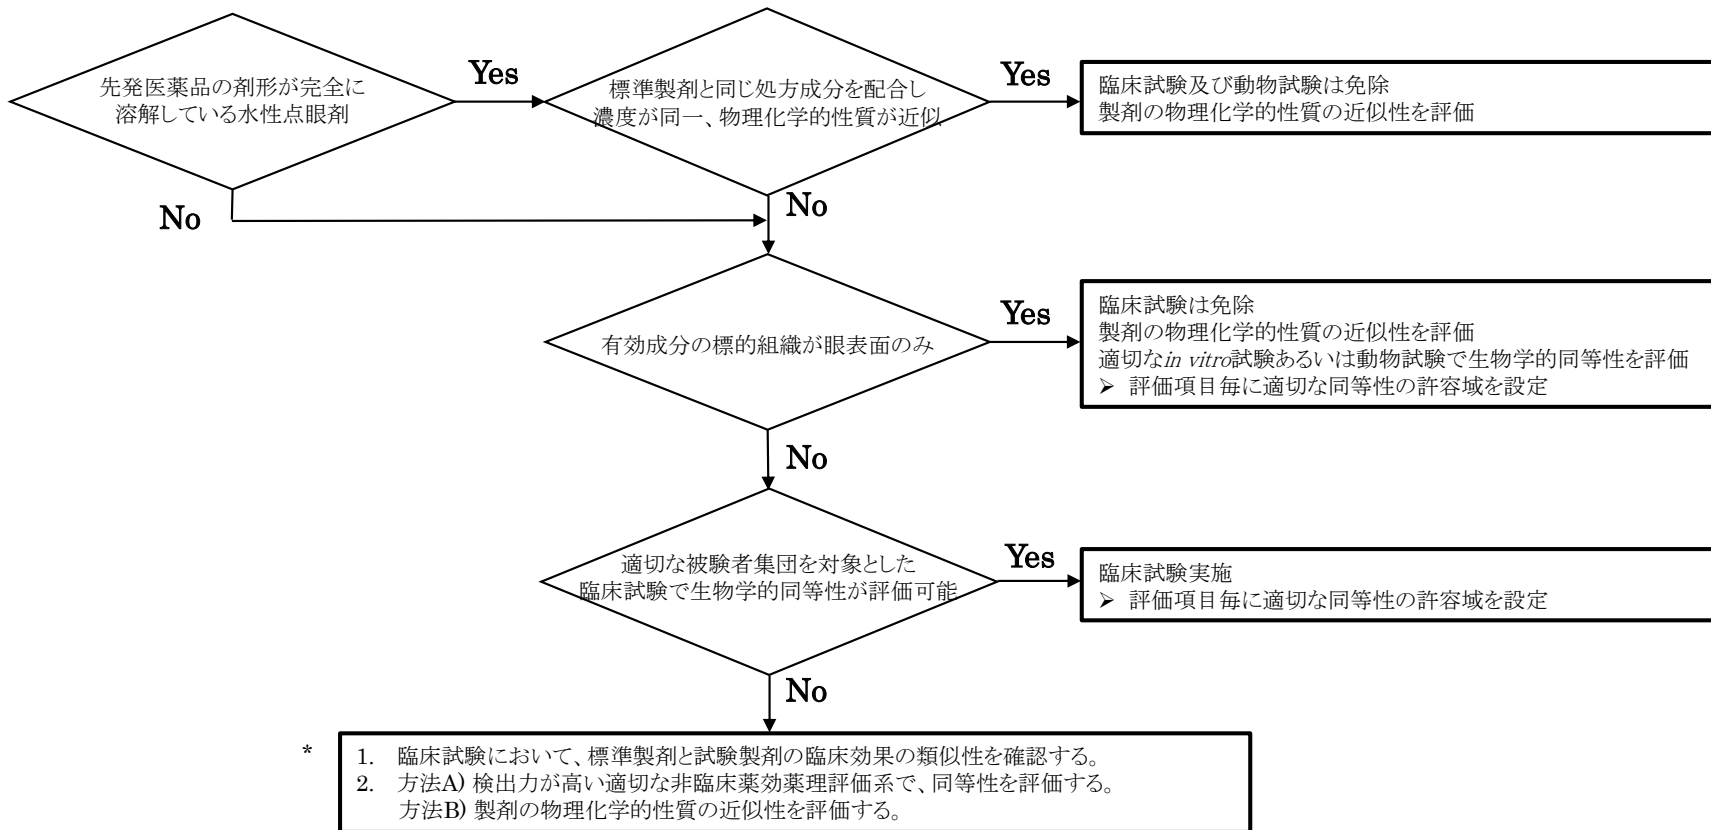 先発医薬品の剤形が完全に
溶解している水性点眼剤
Yes
標準製剤と同じ処方成分を配合し
濃度が同一、物理化学的性質が近似
Yes
臨床試験及び動物試験は免除
製剤の物理化学的性質の近似性を評価
No
No
有効成分の標的組織が眼表面のみ
Yes
臨床試験は免除
製剤の物理化学的性質の近似性を評価
適切なin vitro試験あるいは動物試験で生物学的同等性を評価
➢ 評価項目毎に適切な同等性の許容域を設定
No
適切な被験者集団を対象とした
臨床試験で生物学的同等性が評価可能
Yes
臨床試験実施
➢ 評価項目毎に適切な同等性の許容域を設定
No
*
1. 臨床試験において、標準製剤と試験製剤の臨床効果の類似性を確認する。
2. 方法A) 検出力が高い適切な非臨床薬効薬理評価系で、同等性を評価する。
方法B) 製剤の物理化学的性質の近似性を評価する。